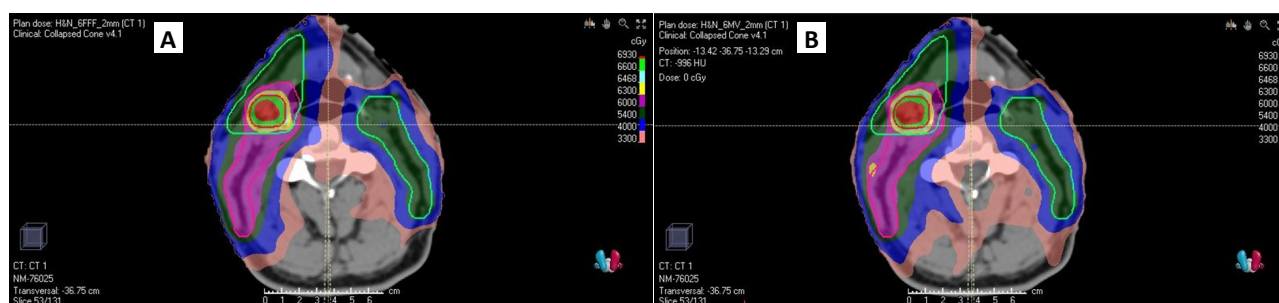 Plan dose: H&N_6FFF_2mm (CT 1)
Clinical: Collapsed Cone v4.1
A
cGy
6930
6600
6468
6300
6000
5400
4000
3300
CT: CT 1
NM-76025
Transversal: -36.75 cm
Slice 53/131
0 1 2 3 4 5 6 cm
Plan dose: H&N_6MV_2mm (CT 1)
Clinical: Collapsed Cone v4.1
Position: -13.42 -36.75 -13.29 cm
CT: -996 HU
Dose: 0 cGy
B
6930
6600
6468
6300
6000
5400
4000
3300
CT: CT 1
NM-76025
Transversal: -36.75 cm
Slice 53/131
0 1 2 3 4 5 6 cm